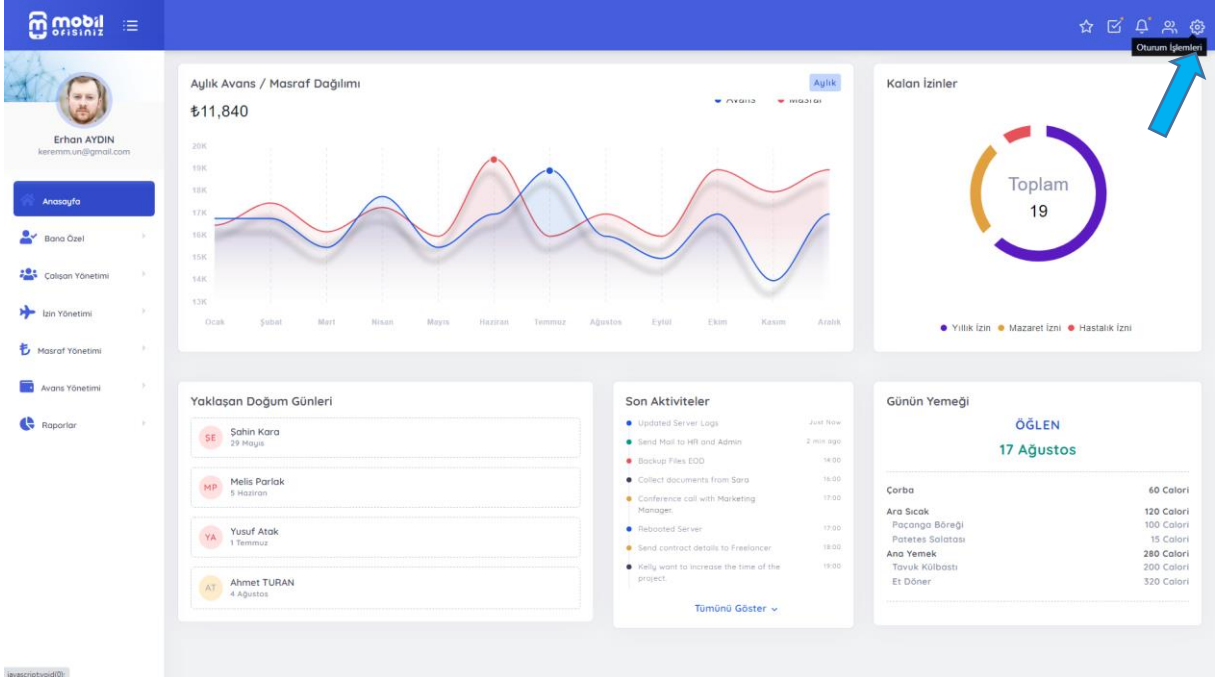 mobil
OFİSİNİZ
Oturum İşlemleri
Erhan AYDIN
keremm.un@gmail.com
Anasayfa
Bana Özel
Çalışan Yönetimi
İzin Yönetimi
Masraf Yönetimi
Avans Yönetimi
Raporlar
Aylık Avans / Masraf Dağılımı
Aylık
₺11,840
Avans Masraf
20K
19K
18K
17K
16K
15K
14K
13K
Ocak Şubat Mart Nisan Mayıs Haziran Temmuz Ağustos Eylül Ekim Kasım Aralık
Kalan İzinler
Toplam
19
Yıllık İzin Mazaret İzni Hastalık İzni
Yaklaşan Doğum Günleri
ŞE
Şahin Kara
29 Mayıs
MP
Melis Parlak
5 Haziran
YA
Yusuf Atak
1 Temmuz
AT
Ahmet TURAN
4 Ağustos
Son Aktiviteler
Updated Server Logs Just Now
Send Mail to HR and Admin 2 min ago
Backup Files EOD 14:00
Collect documents from Sara 16:00
Conference call with Marketing 17:00
Manager.
Rebooted Server 17:00
Send contract details to Freelancer 18:00
Kelly want to increase the time of the 19:00
project.
Tümünü Göster
Günün Yemeği
ÖĞLEN
17 Ağustos
Çorba 60 Calori
Ara Sıcak 120 Calori
Paçanga Böreği 100 Calori
Patetes Salatası 15 Calori
Ana Yemek 280 Calori
Tavuk Külbastı 200 Calori
Et Döner 320 Calori
javascript:void(0);